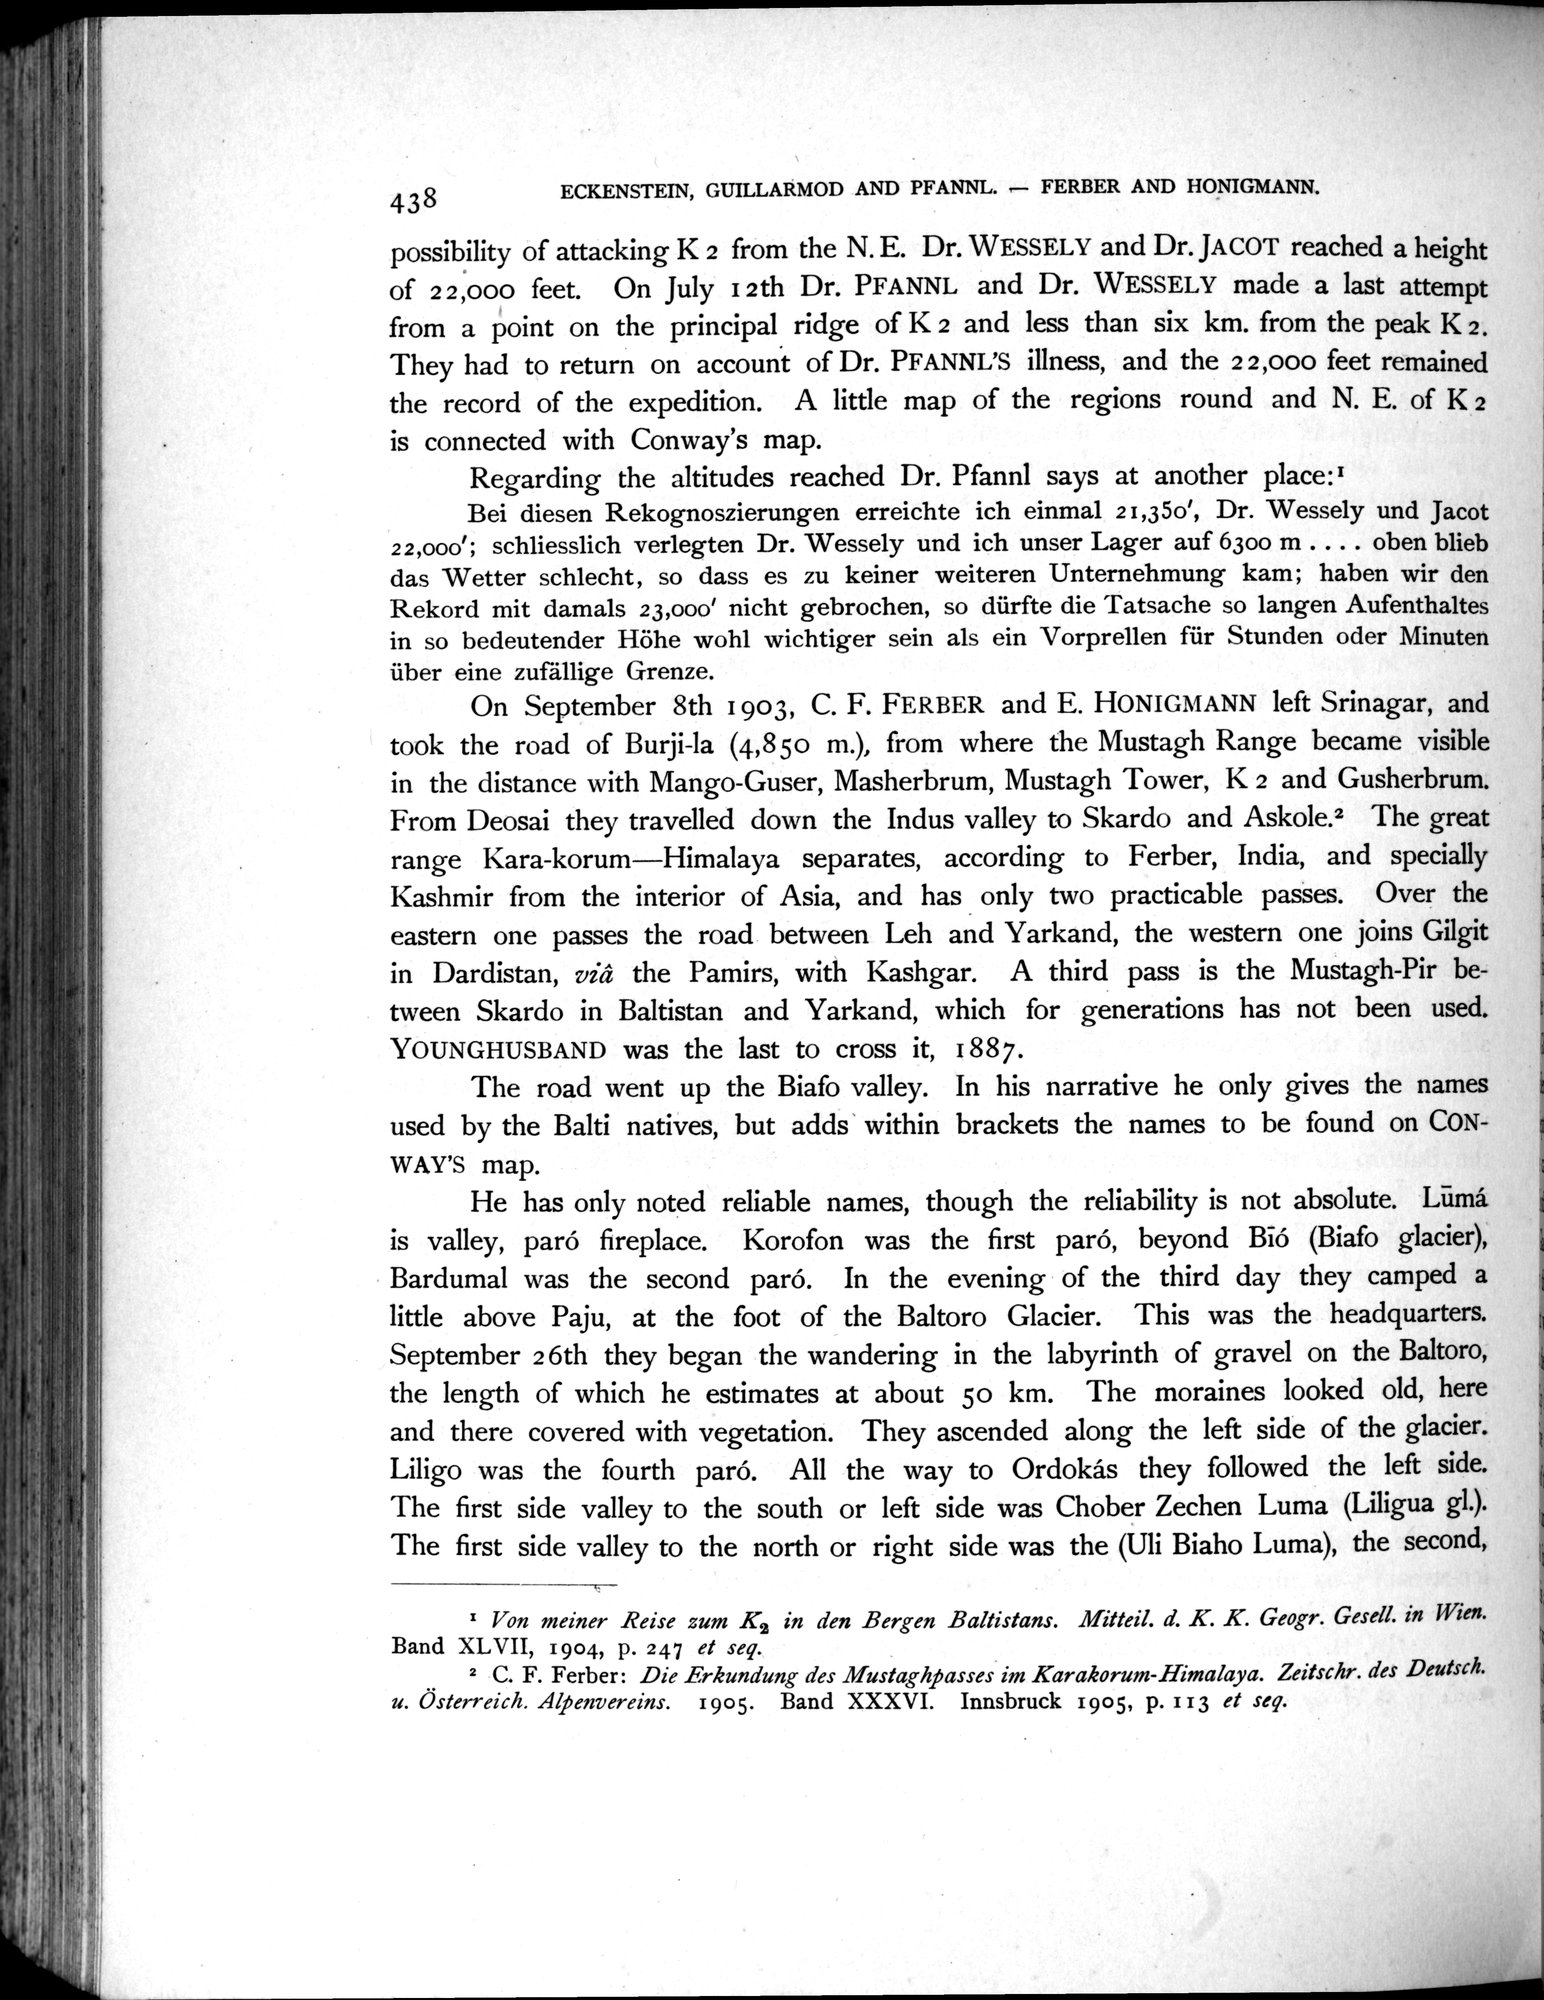 438 ECKENSTEIN, GUILLARMOD AND PFANNL. — FERBER AND HONIGMANN.
possibility of attacking K 2 from the N. E. Dr. WESSELY and Dr. JACOT reached a height
of 22,000 feet. On July 12th Dr. PFANNL and Dr. WESSELY made a last attempt
from a point on the principal ridge of K 2 and less than six km. from the peak K 2.
They had to return on account of Dr. PFANNL'S illness, and the 22,000 feet remained
the record of the expedition. A little map of the regions round and N. E. of K 2
is connected with Conway's map.
Regarding the altitudes reached Dr. Pfannl says at another place:¹
Bei diesen Rekognoszierungen erreichte ich einmal 21,350′, Dr. Wessely und Jacot
22,000′; schliesslich verlegten Dr. Wessely und ich unser Lager auf 6300 m . . . . oben blieb
das Wetter schlecht, so dass es zu keiner weiteren Unternehmung kam; haben wir den
Rekord mit damals 23,000′ nicht gebrochen, so dürfte die Tatsache so langen Aufenthaltes
in so bedeutender Höhe wohl wichtiger sein als ein Vorprellen für Stunden oder Minuten
über eine zufällige Grenze.
On September 8th 1903, C. F. FERBER and E. HONIGMANN left Srinagar, and
took the road of Burji-la (4,850 m.), from where the Mustagh Range became visible
in the distance with Mango-Guser, Masherbrum, Mustagh Tower, K 2 and Gusherbrum.
From Deosai they travelled down the Indus valley to Skardo and Askole.² The great
range Kara-korum—Himalaya separates, according to Ferber, India, and specially
Kashmir from the interior of Asia, and has only two practicable passes. Over the
eastern one passes the road between Leh and Yarkand, the western one joins Gilgit
in Dardistan, viâ the Pamirs, with Kashgar. A third pass is the Mustagh-Pir be-
tween Skardo in Baltistan and Yarkand, which for generations has not been used.
YOUNGHUSBAND was the last to cross it, 1887.
The road went up the Biafo valley. In his narrative he only gives the names
used by the Balti natives, but adds within brackets the names to be found on CON-
WAY'S map.
He has only noted reliable names, though the reliability is not absolute. Lūmá
is valley, paró fireplace. Korofon was the first paró, beyond Bīó (Biafo glacier),
Bardumal was the second paró. In the evening of the third day they camped a
little above Paju, at the foot of the Baltoro Glacier. This was the headquarters.
September 26th they began the wandering in the labyrinth of gravel on the Baltoro,
the length of which he estimates at about 50 km. The moraines looked old, here
and there covered with vegetation. They ascended along the left side of the glacier.
Liligo was the fourth paró. All the way to Ordokás they followed the left side.
The first side valley to the south or left side was Chober Zechen Luma (Liligua gl.).
The first side valley to the north or right side was the (Uli Biaho Luma), the second,
¹ Von meiner Reise zum K₂ in den Bergen Baltistans. Mitteil. d. K. K. Geogr. Gesell. in Wien.
Band XLVII, 1904, p. 247 et seq.
² C. F. Ferber: Die Erkundung des Mustaghpasses im Karakorum-Himalaya. Zeitschr. des Deutsch.
u. Österreich. Alpenvereins. 1905. Band XXXVI. Innsbruck 1905, p. 113 et seq.